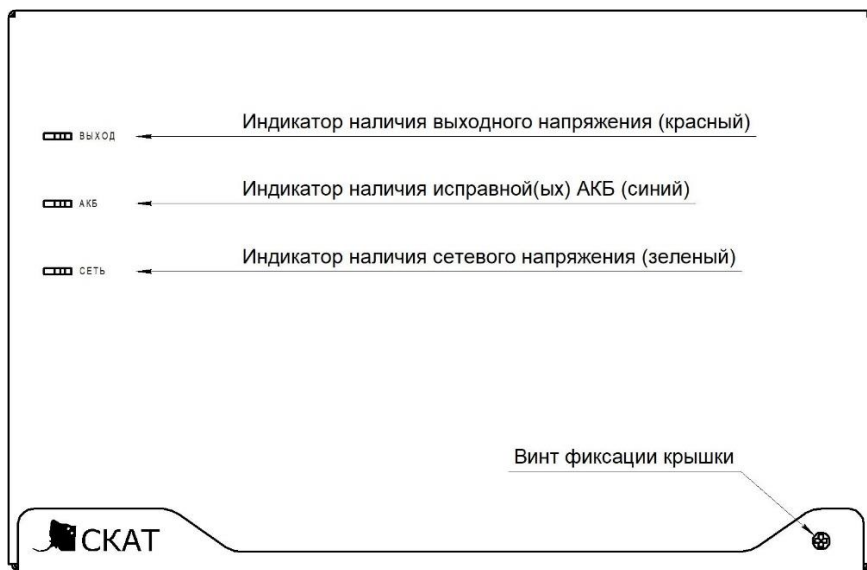 Индикатор наличия выходного напряжения (красный)
ВЫХОД
Индикатор наличия исправной(ых) АКБ (синий)
АКБ
Индикатор наличия сетевого напряжения (зеленый)
СЕТЬ
Винт фиксации крышки
СКАТ